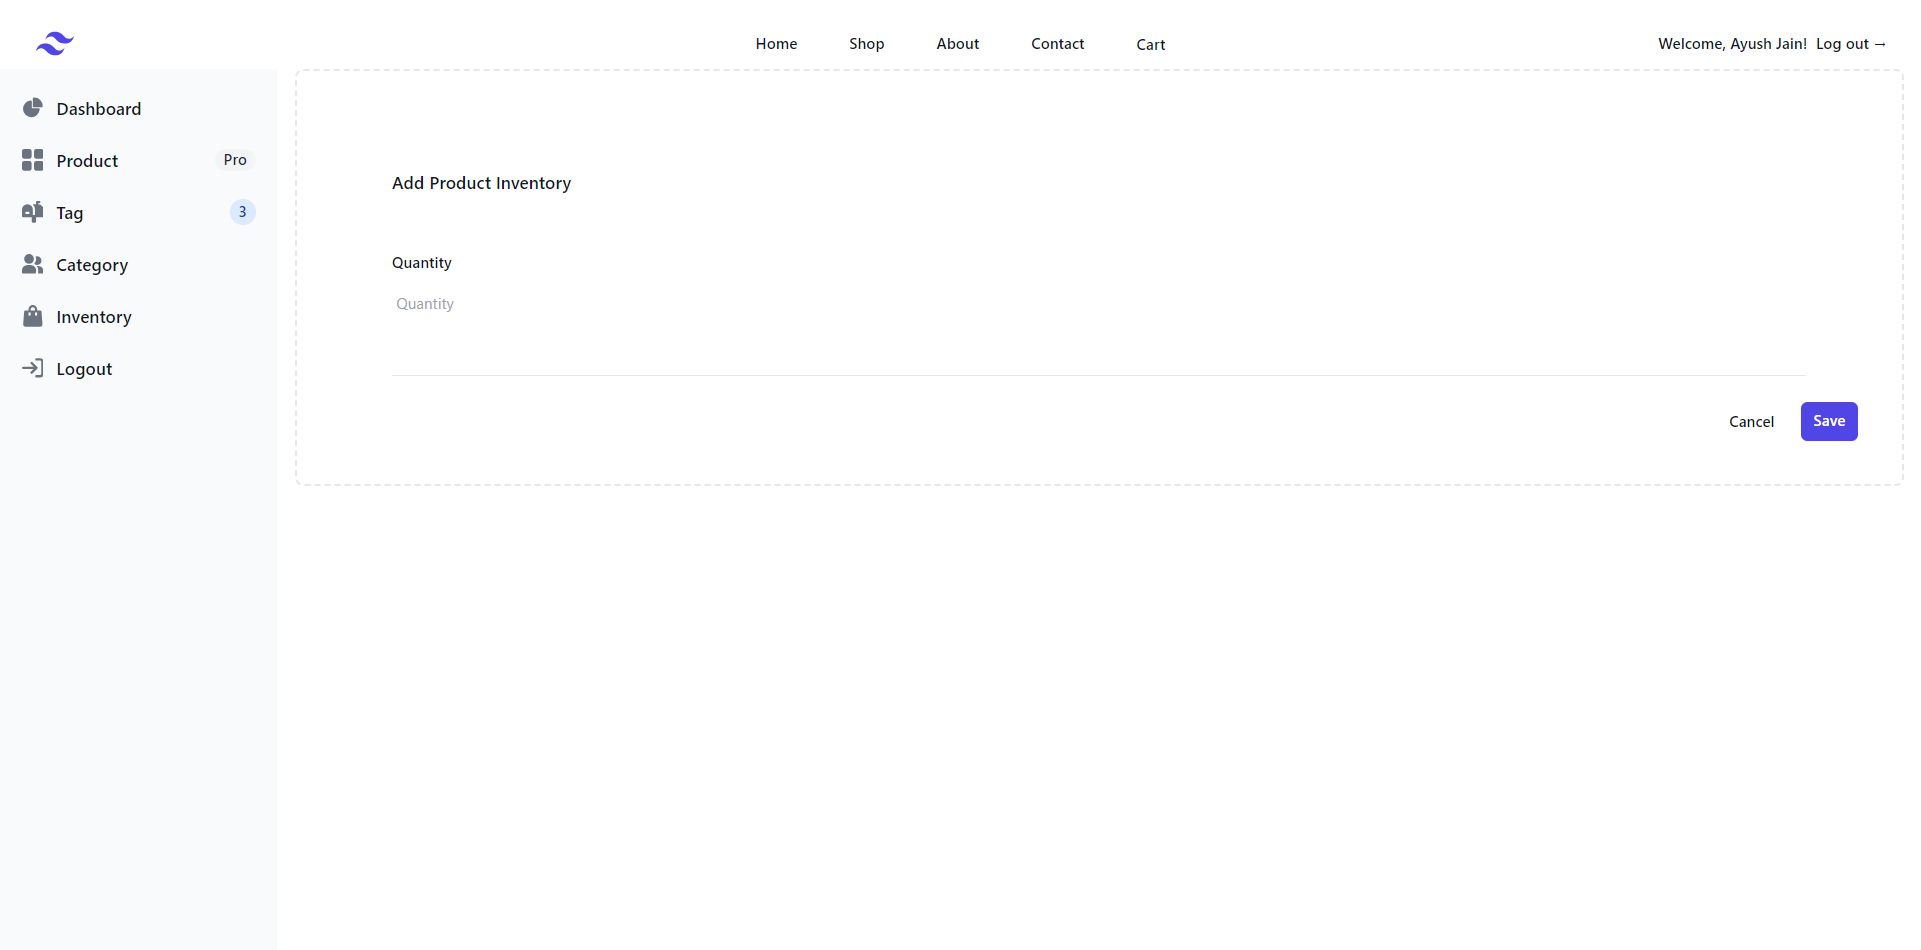 Home Shop About Contact Cart Welcome, Ayush Jain! Log out →
Dashboard
Product Pro
Tag 3
Category
Inventory
Logout
Add Product Inventory
Quantity
Quantity
Cancel Save